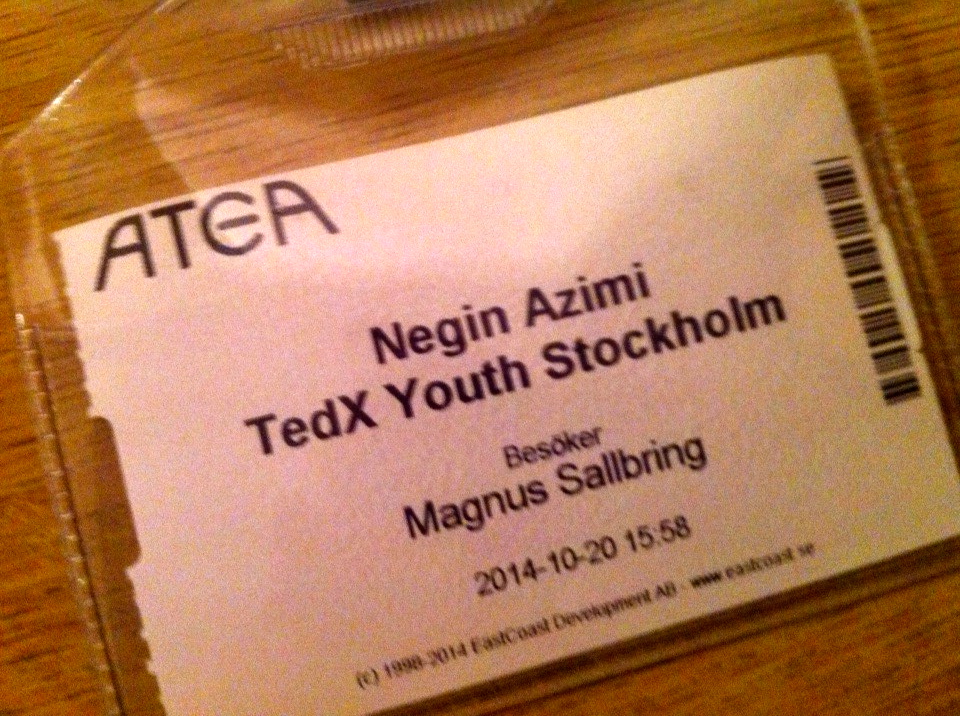 ATEA
Negin Azimi
TedX Youth Stockholm
Besöker
Magnus Sallbring
2014-10-20 15:58
(c) 1998-2014 EastCoast Development AB - www.eastcoast.se